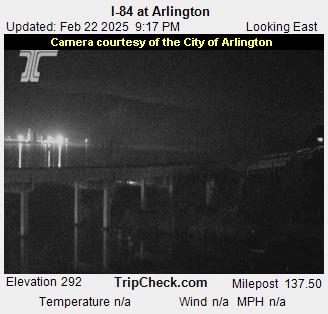 I-84 at Arlington
Updated: Feb 22 2025 9:17 PM Looking East
Camera courtesy of the City of Arlington
Elevation 292 TripCheck.com Milepost 137.50
Temperature n/a Wind n/a MPH n/a